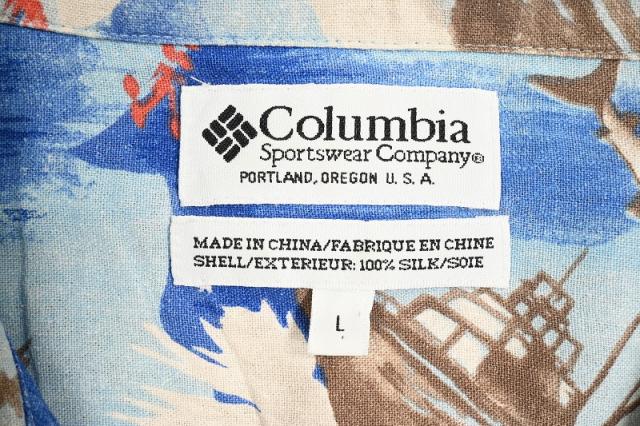 Columbia
Sportswear Company®
PORTLAND, OREGON U. S. A.
MADE IN CHINA/FABRIQUE EN CHINE
SHELL/EXTERIEUR: 100% SILK/SOIE
L